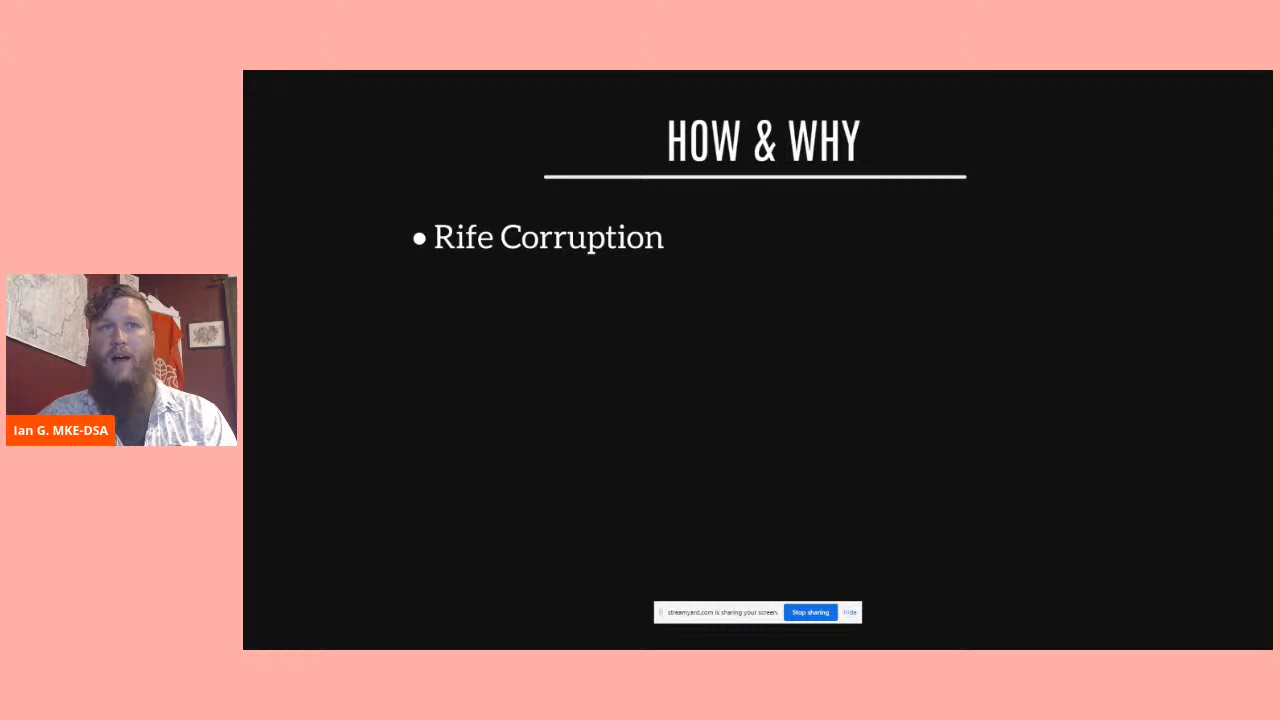 HOW & WHY
• Rife Corruption
Ian G. MKE-DSA
streamyard.com is sharing your screen.
Stop sharing
Hide